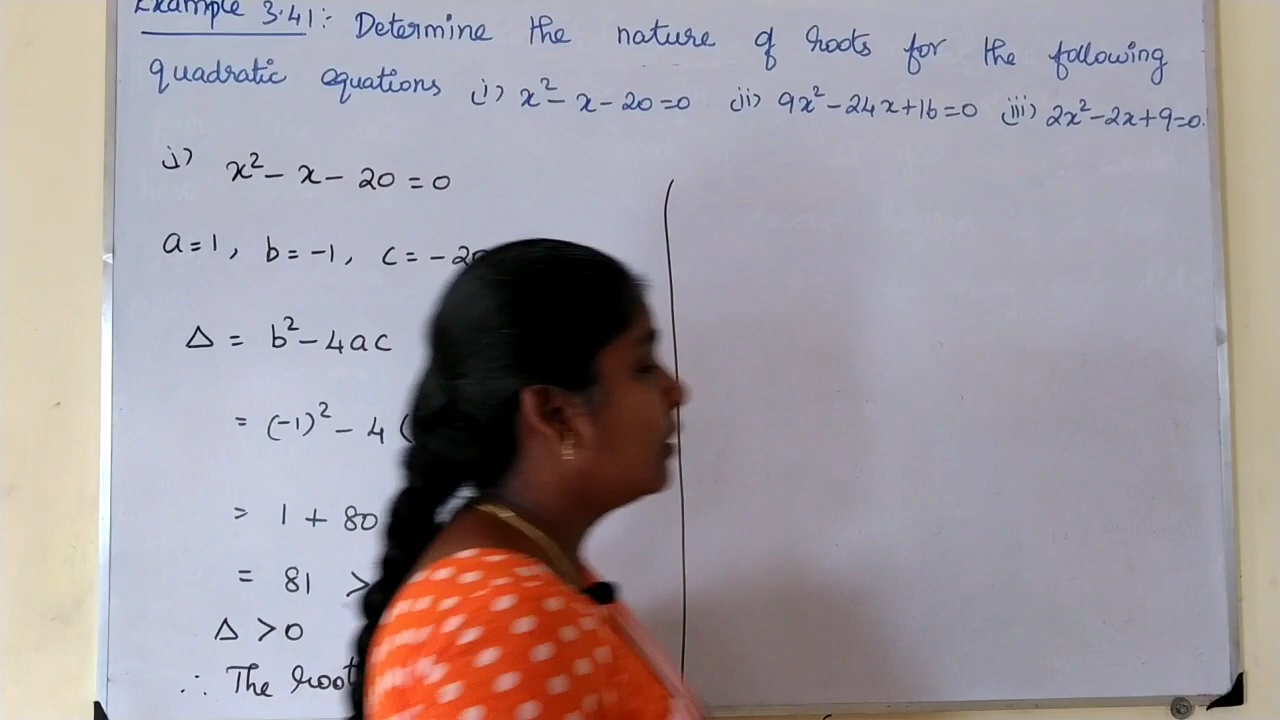 Example 3.41:- Determine the nature of roots for the following
quadratic equations i) x² - x - 20 = 0 ii) 9x² - 24x + 16 = 0 iii) 2x² - 2x + 9 = 0.
i) x² - x - 20 = 0
a = 1, b = -1, c = -20
Δ = b² - 4ac
= (-1)² - 4 (
= 1 + 80
= 81 >
Δ > 0
∴ The root